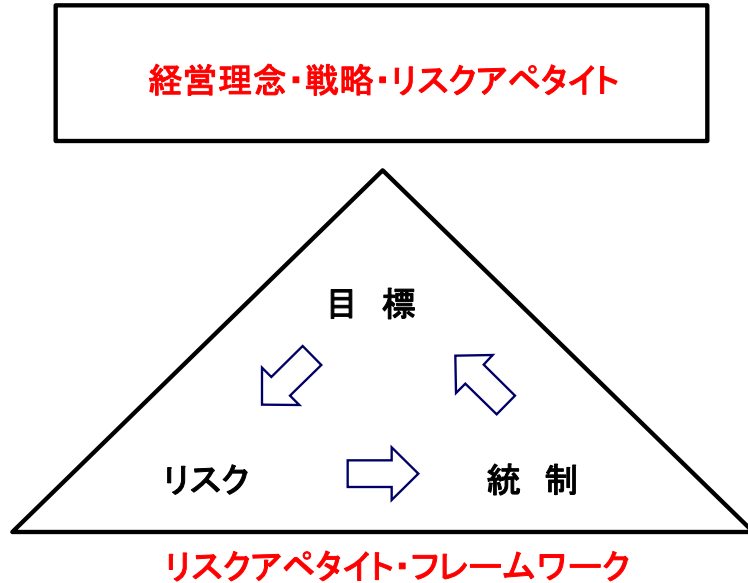 経営理念・戦略・リスクアペタイト
目 標
リスク
統 制
リスクアペタイト・フレームワーク